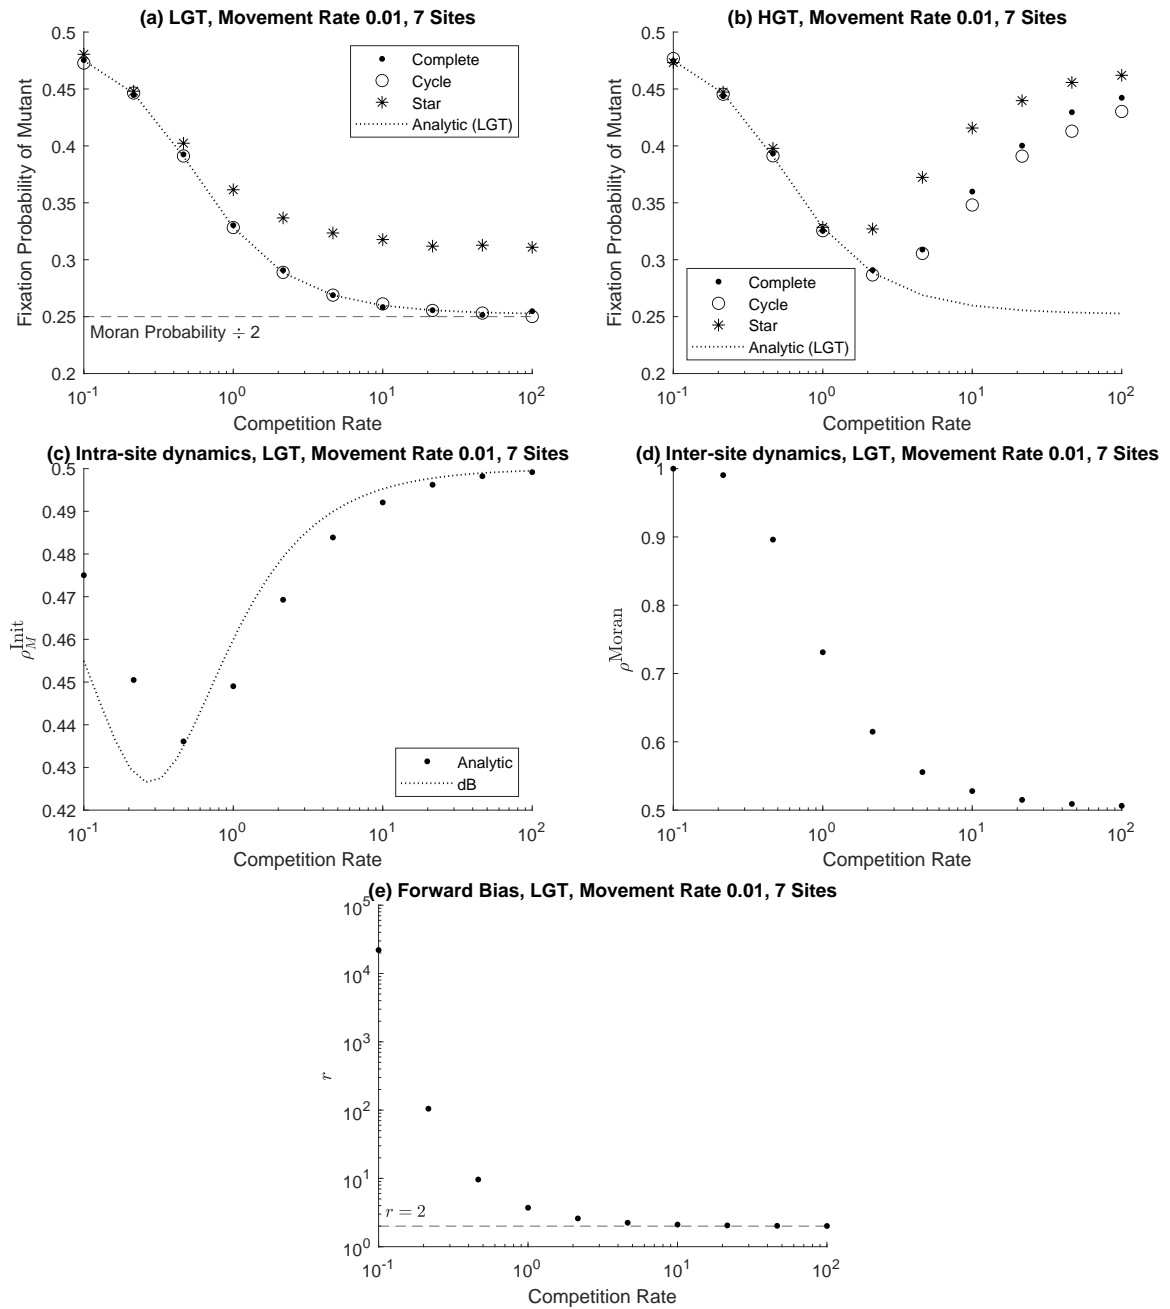 (a) LGT, Movement Rate 0.01, 7 Sites
Fixation Probability of Mutant
0.5
0.45
0.4
0.35
0.3
0.25
0.2
Complete
Cycle
Star
Analytic (LGT)
Moran Probability ÷ 2
10^-1
10^0
10^1
10^2
Competition Rate
(b) HGT, Movement Rate 0.01, 7 Sites
Fixation Probability of Mutant
0.5
0.45
0.4
0.35
0.3
0.25
0.2
Complete
Cycle
Star
Analytic (LGT)
10^-1
10^0
10^1
10^2
Competition Rate
(c) Intra-site dynamics, LGT, Movement Rate 0.01, 7 Sites
ρ_M^Init
0.5
0.49
0.48
0.47
0.46
0.45
0.44
0.43
0.42
Analytic
dB
10^-1
10^0
10^1
10^2
Competition Rate
(d) Inter-site dynamics, LGT, Movement Rate 0.01, 7 Sites
ρ^Moran
1
0.9
0.8
0.7
0.6
0.5
10^-1
10^0
10^1
10^2
Competition Rate
(e) Forward Bias, LGT, Movement Rate 0.01, 7 Sites
r
10^5
10^4
10^3
10^2
10^1
10^0
r = 2
10^-1
10^0
10^1
10^2
Competition Rate